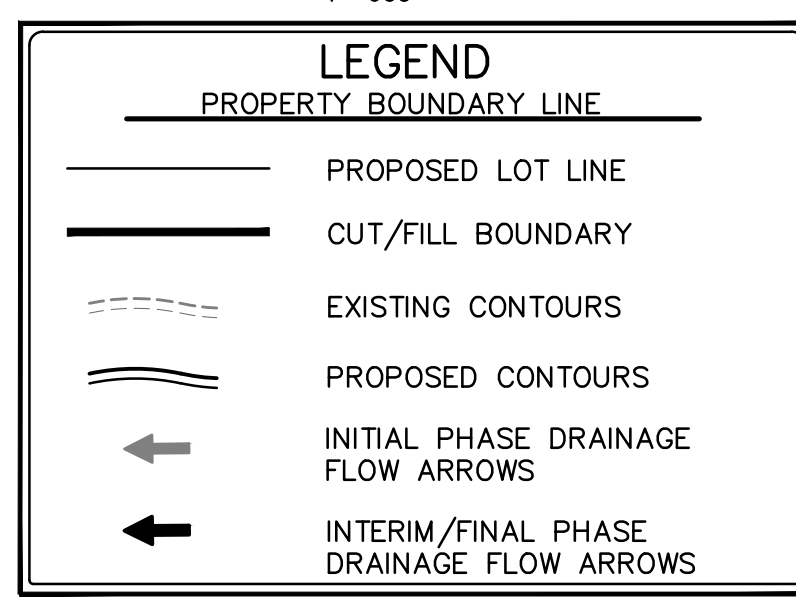 LEGEND
PROPERTY BOUNDARY LINE
PROPOSED LOT LINE
CUT/FILL BOUNDARY
EXISTING CONTOURS
PROPOSED CONTOURS
INITIAL PHASE DRAINAGE
FLOW ARROWS
INTERIM/FINAL PHASE
DRAINAGE FLOW ARROWS